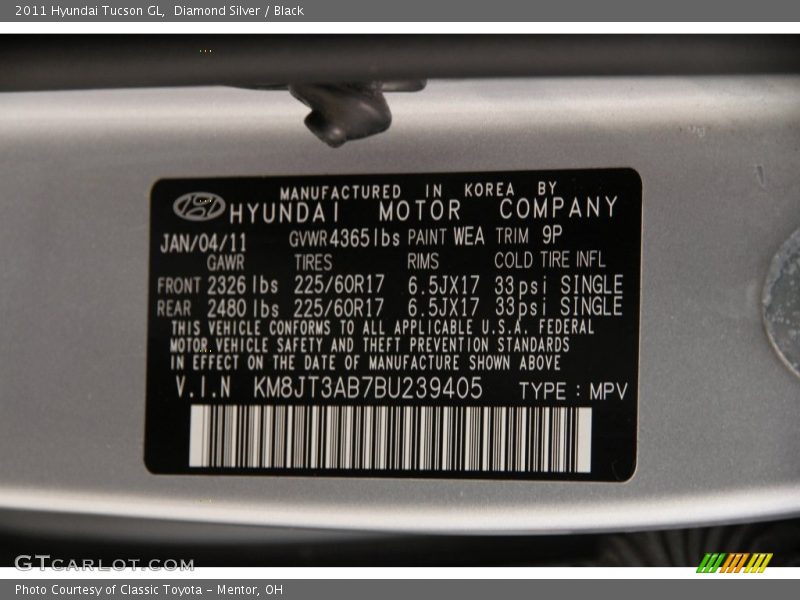 2011 Hyundai Tucson GL, Diamond Silver / Black
MANUFACTURED IN KOREA BY
HYUNDAI MOTOR COMPANY
JAN/04/11 GVWR 4365lbs PAINT WEA TRIM 9P
GAWR TIRES RIMS COLD TIRE INFL
FRONT 2326 lbs 225/60R17 6.5JX17 33psi SINGLE
REAR 2480 lbs 225/60R17 6.5JX17 33psi SINGLE
THIS VEHICLE CONFORMS TO ALL APPLICABLE U.S.A. FEDERAL
MOTOR VEHICLE SAFETY AND THEFT PREVENTION STANDARDS
IN EFFECT ON THE DATE OF MANUFACTURE SHOWN ABOVE
V.I.N KM8JT3AB7BU239405 TYPE : MPV
GTCARLOT.COM
Photo Courtesy of Classic Toyota - Mentor, OH